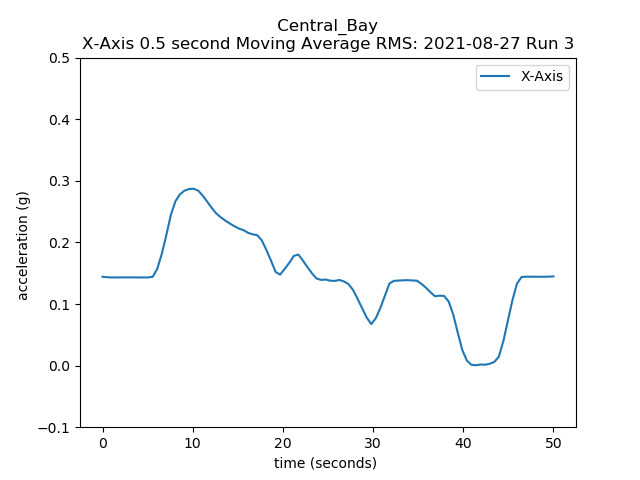 Central_Bay
X-Axis 0.5 second Moving Average RMS: 2021-08-27 Run 3
X-Axis
0.5
0.4
0.3
0.2
0.1
0.0
−0.1
acceleration (g)
0 10 20 30 40 50
time (seconds)